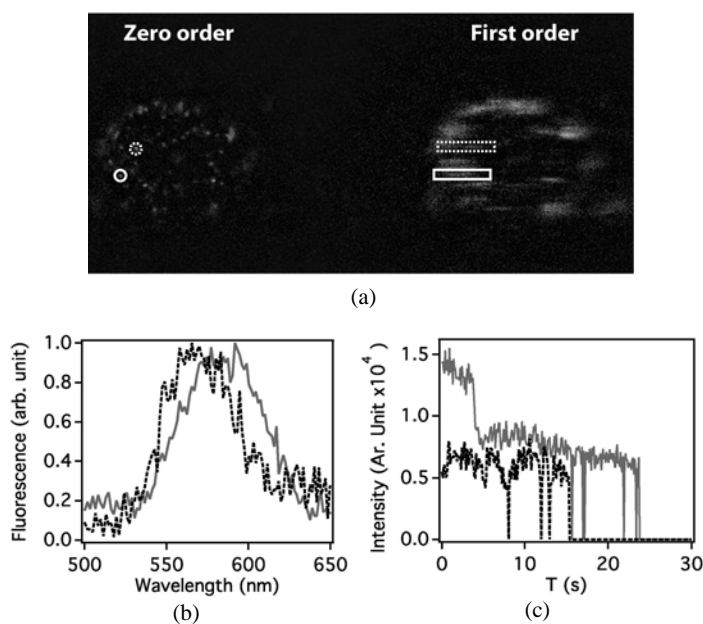 Zero order First order
(a)
Fluorescence (arb. unit)
1.0
0.8
0.6
0.4
0.2
0.0
500 550 600 650
Wavelength (nm)
(b)
Intensity (Ar. Unit x10⁴)
1.5
1.0
0.5
0.0
0 10 20 30
T (s)
(c)